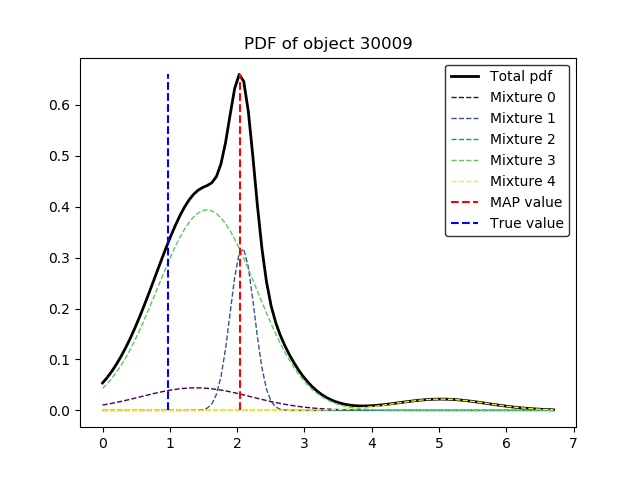 PDF of object 30009
Total pdf
Mixture 0
Mixture 1
Mixture 2
Mixture 3
Mixture 4
MAP value
True value
0.6
0.5
0.4
0.3
0.2
0.1
0.0
0 1 2 3 4 5 6 7